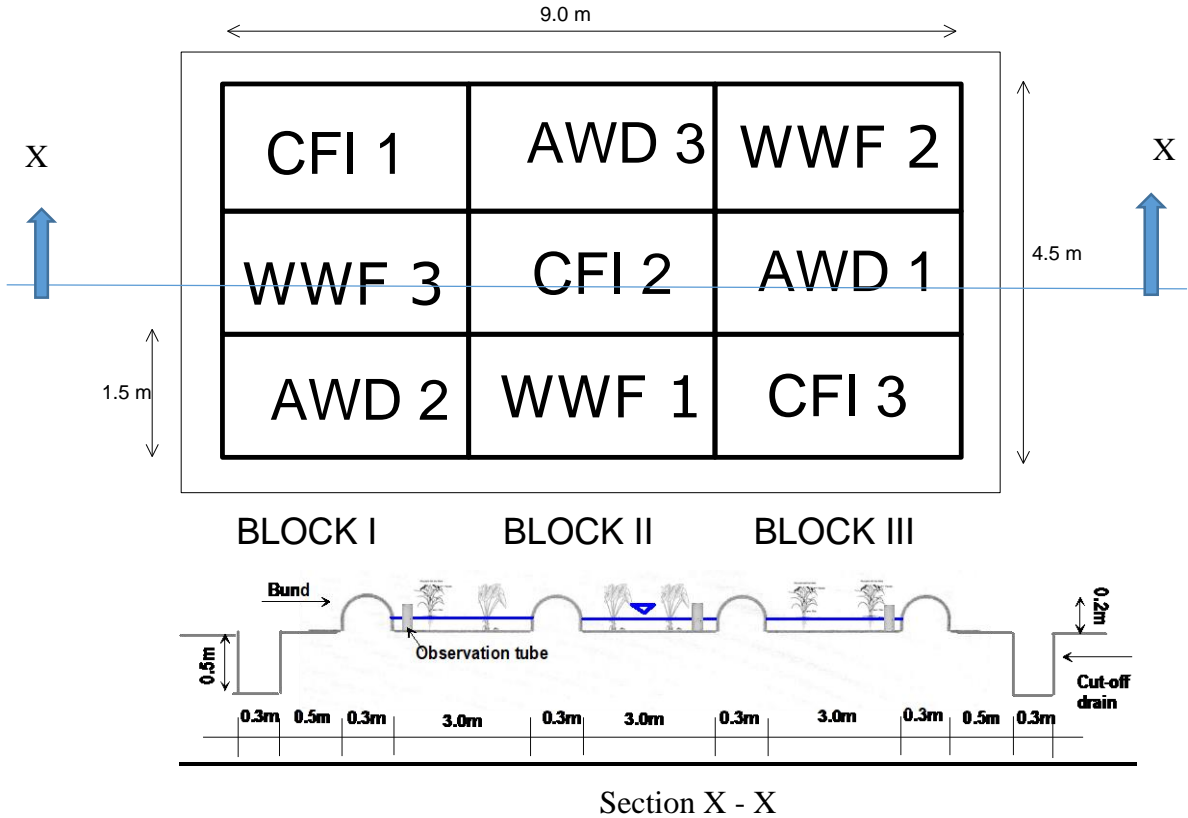 9.0 m
CFI 1
AWD 3
WWF 2
X
X
WWF 3
CFI 2
AWD 1
4.5 m
1.5 m
AWD 2
WWF 1
CFI 3
BLOCK I
BLOCK II
BLOCK III
Bund
0.2m
Observation tube
0.5m
Cut-off
drain
0.3m
0.5m
0.3m
3.0m
0.3m
3.0m
0.3m
3.0m
0.3m
0.5m
0.3m
Section X - X